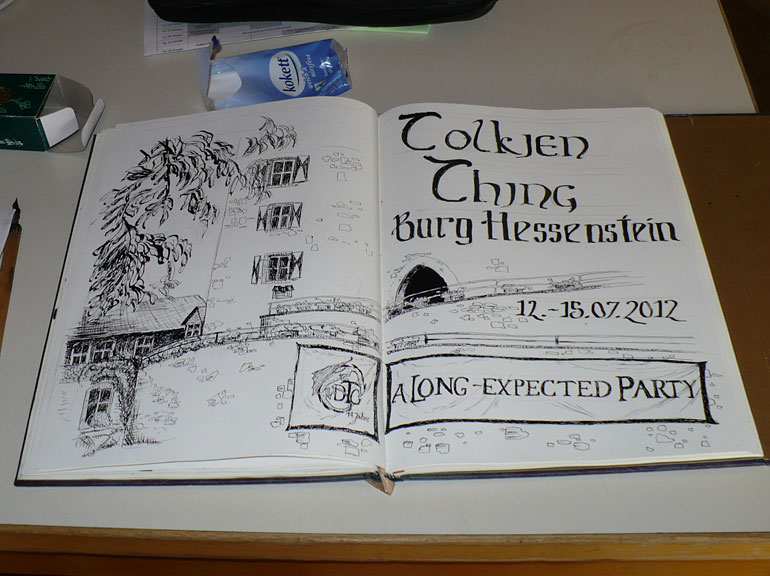 kokett
Tolkien
Thing
Burg Hessenstein
12.-15.07.2012
DTG
A LONG-EXPECTED PARTY